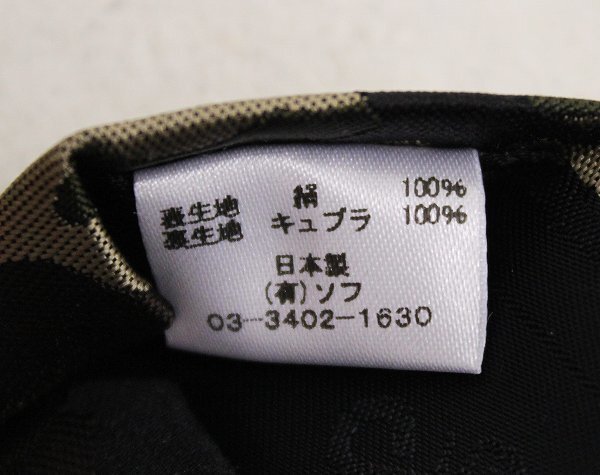 表生地 絹 100%
裏生地 キュプラ 100%
日本製
(有)ソフ
03-3402-1630